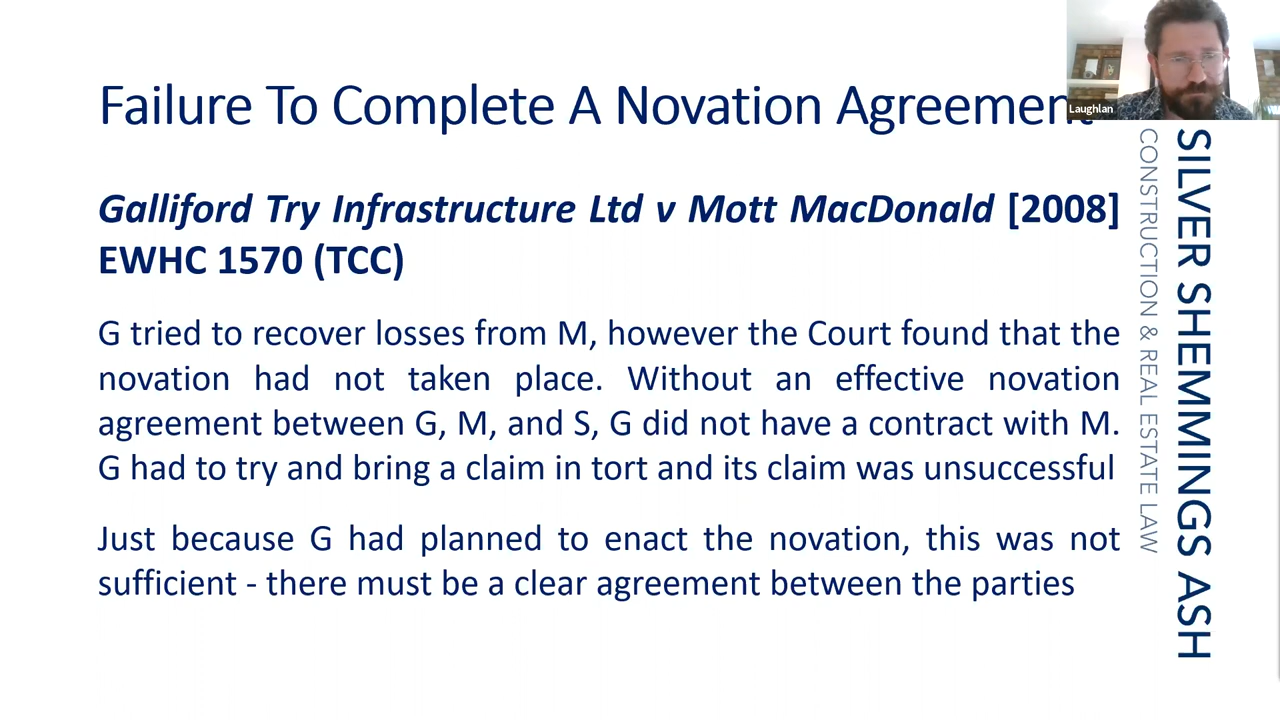 Failure To Complete A Novation Agreement
Laughlan
Galliford Try Infrastructure Ltd v Mott MacDonald [2008]
EWHC 1570 (TCC)
G tried to recover losses from M, however the Court found that the
novation had not taken place. Without an effective novation
agreement between G, M, and S, G did not have a contract with M.
G had to try and bring a claim in tort and its claim was unsuccessful
Just because G had planned to enact the novation, this was not
sufficient - there must be a clear agreement between the parties
SILVER SHEMMINGS ASH
CONSTRUCTION & REAL ESTATE LAW